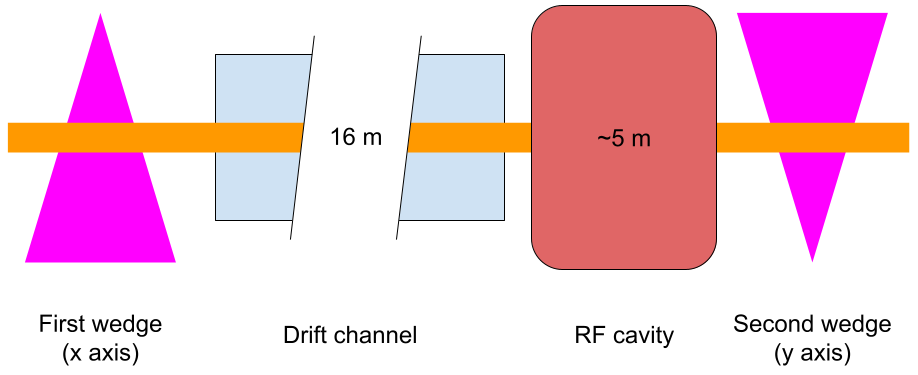 16 m
~5 m
First wedge
(x axis)
Drift channel
RF cavity
Second wedge
(y axis)